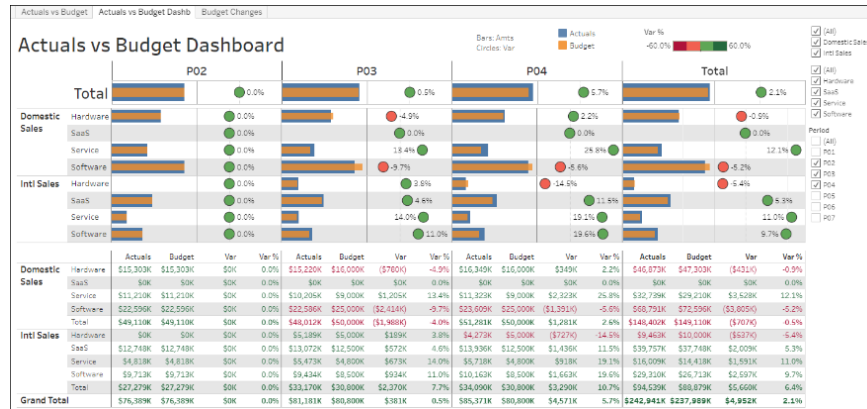 Actuals vs Budget Actuals vs Budget Dashb Budget Changes
Actuals vs Budget Dashboard
Bars: Amts
Circles: Var
Actuals
Budget
Var %
-60.0% 60.0%
(All)
Domestic Sales
Intl Sales
(All)
Hardware
SaaS
Service
Software
Period
(All)
P01
P02
P03
P04
P05
P06
P07
P02 P03 P04 Total
Total 0.0% 0.5% 5.7% 2.1%
Domestic Sales Hardware 0.0% -4.9% 2.2% -0.9%
SaaS 0.0% 0.0% 0.0% 0.0%
Service 0.0% 13.4% 25.8% 12.1%
Software 0.0% -9.7% -5.6% -5.2%
Intl Sales Hardware 0.0% 3.8% -14.5% -5.4%
SaaS 0.0% 4.6% 11.5% 5.3%
Service 0.0% 14.0% 19.1% 11.0%
Software 0.0% 11.0% 19.6% 9.7%
Actuals Budget Var Var % Actuals Budget Var Var % Actuals Budget Var Var % Actuals Budget Var Var %
Domestic Sales Hardware $15,303K $15,303K $0K 0.0% $15,220K $16,000K ($780K) -4.9% $16,349K $16,000K $349K 2.2% $46,873K $47,303K ($431K) -0.9%
SaaS $0K $0K $0K 0.0% $0K $0K $0K 0.0% $0K $0K $0K 0.0% $0K $0K $0K 0.0%
Service $11,210K $11,210K $0K 0.0% $10,206K $9,000K $1,206K 13.4% $11,323K $9,000K $2,323K 25.8% $32,739K $29,210K $3,528K 12.1%
Software $22,596K $22,596K $0K 0.0% $22,586K $25,000K ($2,414K) -9.7% $23,609K $25,000K ($1,391K) -5.6% $68,791K $72,596K ($3,805K) -5.2%
Total $49,110K $49,110K $0K 0.0% $48,012K $50,000K ($1,988K) -4.0% $51,281K $50,000K $1,281K 2.6% $148,402K $149,110K ($707K) -0.5%
Intl Sales Hardware $0K $0K $0K 0.0% $5,189K $5,000K $189K 3.8% $4,273K $5,000K ($727K) -14.5% $9,463K $10,000K ($537K) -5.4%
SaaS $12,748K $12,748K $0K 0.0% $13,072K $12,500K $572K 4.6% $13,936K $12,500K $1,436K 11.5% $39,757K $37,748K $2,009K 5.3%
Service $4,818K $4,818K $0K 0.0% $5,473K $4,800K $673K 14.0% $5,718K $4,800K $918K 19.1% $16,009K $14,418K $1,591K 11.0%
Software $9,713K $9,713K $0K 0.0% $9,434K $8,500K $934K 11.0% $10,163K $8,500K $1,663K 19.6% $29,310K $26,713K $2,597K 9.7%
Total $27,279K $27,279K $0K 0.0% $33,170K $30,800K $2,370K 7.7% $34,090K $30,800K $3,290K 10.7% $94,539K $88,879K $5,660K 6.4%
Grand Total $76,389K $76,389K $0K 0.0% $81,181K $80,800K $381K 0.5% $85,371K $80,800K $4,571K 5.7% $242,941K $237,989K $4,952K 2.1%